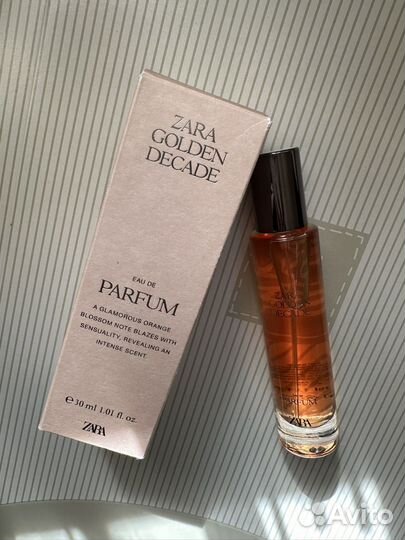 ZARA
GOLDEN
DECADE
EAU DE
PARFUM
A GLAMOROUS ORANGE
BLOSSOM NOTE BLAZES WITH
SENSUALITY, REVEALING AN
INTENSE SCENT.
℮ 30 ml 1.01 fl. oz.
ZARA
ZARA
GOLDEN
DECADE
PARFUM
ZARA
Avito